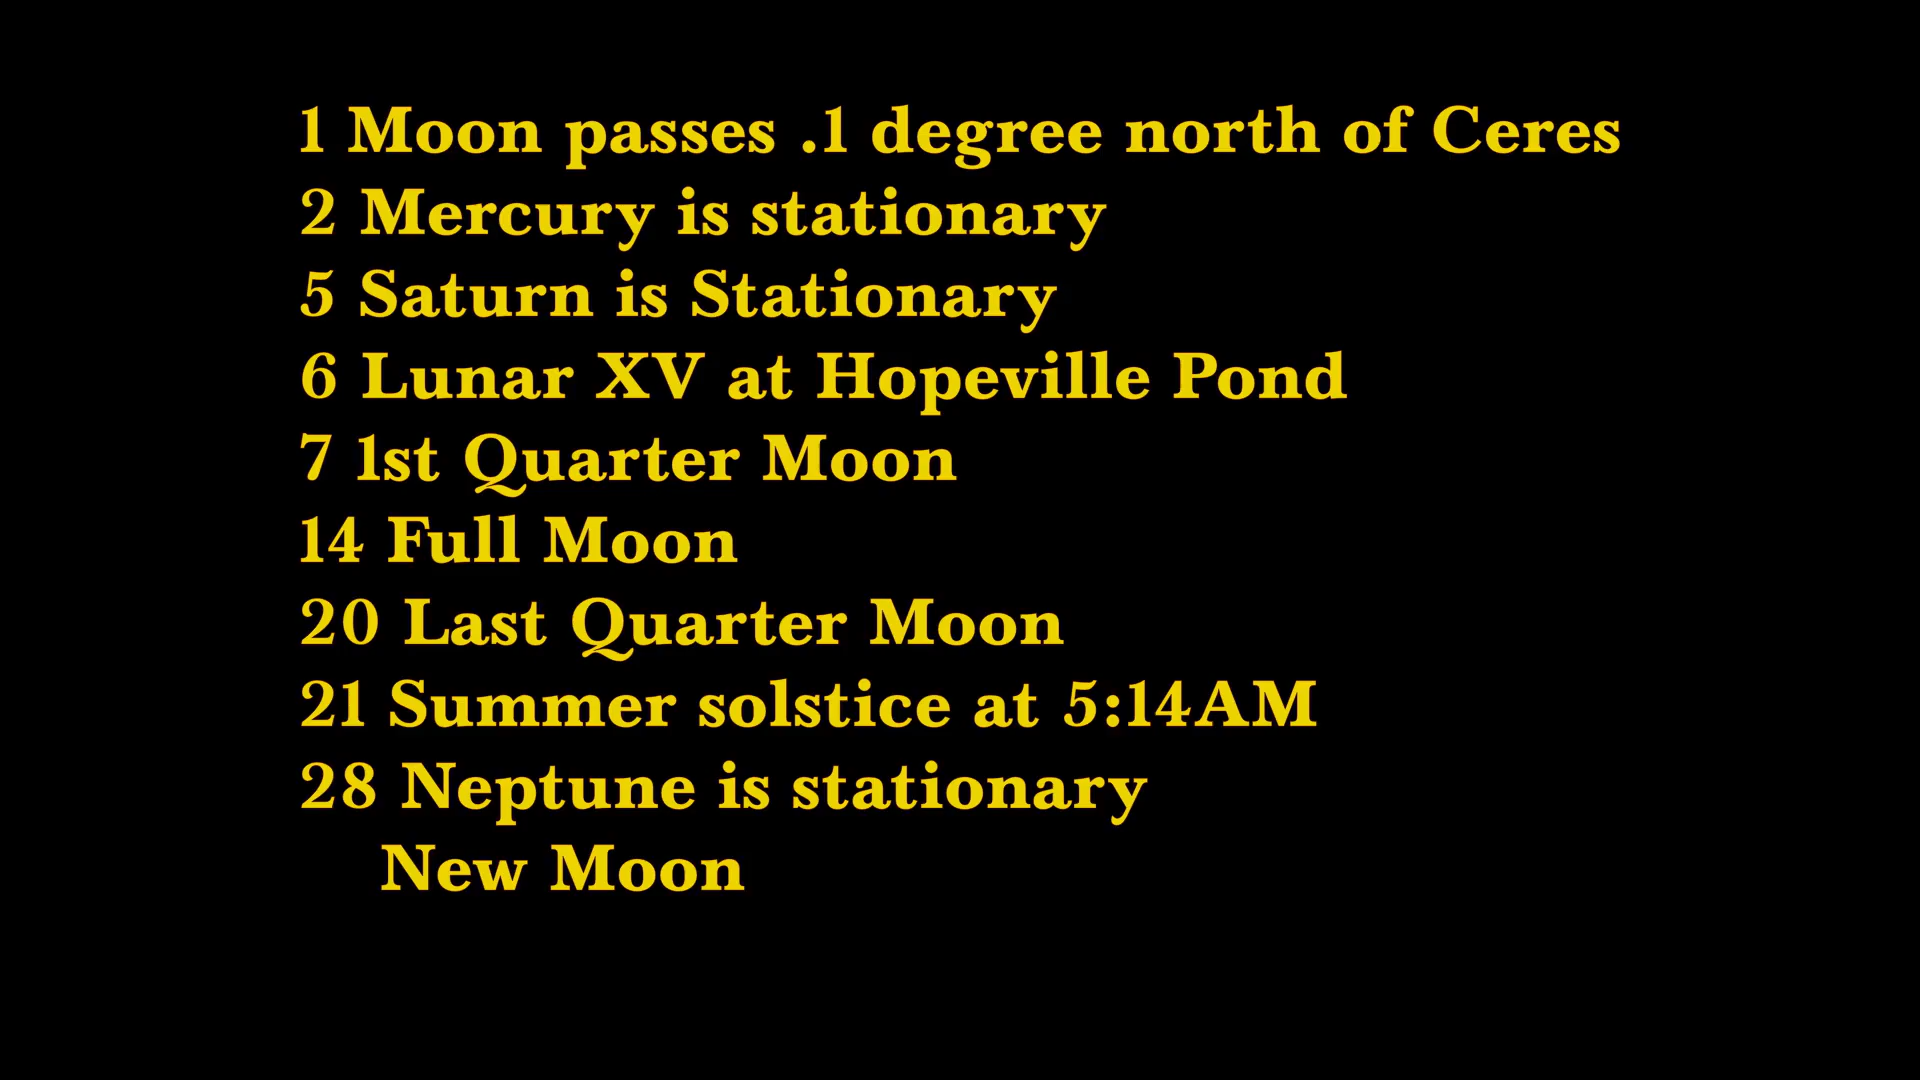 1 Moon passes .1 degree north of Ceres
2 Mercury is stationary
5 Saturn is Stationary
6 Lunar XV at Hopeville Pond
7 1st Quarter Moon
14 Full Moon
20 Last Quarter Moon
21 Summer solstice at 5:14AM
28 Neptune is stationary
New Moon